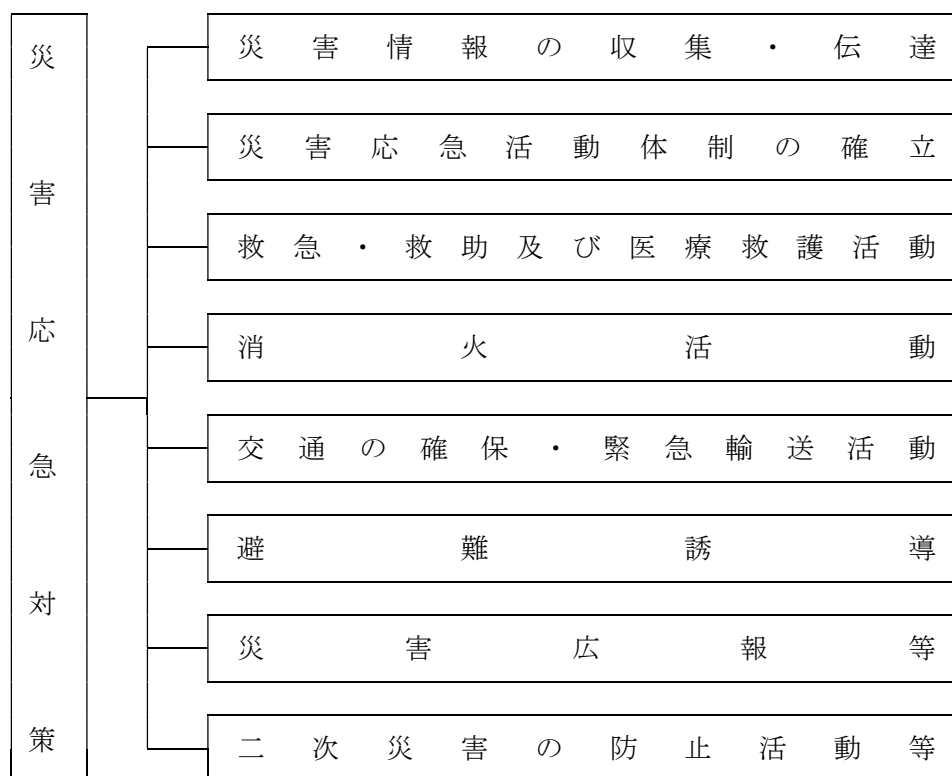 災害応急対策
災害情報の収集・伝達
災害応急活動体制の確立
救急・救助及び医療救護活動
消火活動
交通の確保・緊急輸送活動
避難誘導
災害広報等
二次災害の防止活動等